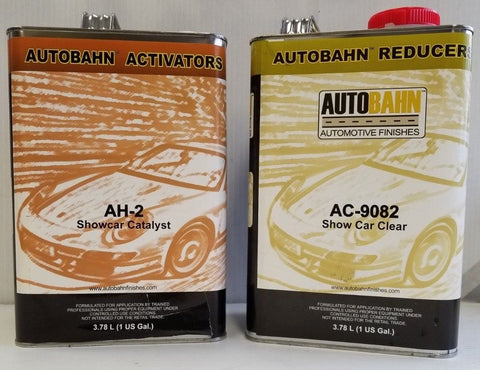 AUTOBAHN™ ACTIVATORS
AH-2
Showcar Catalyst
www.autobahnfinishes.com
FORMULATED FOR APPLICATION BY TRAINED
PROFESSIONALS USING PROPER EQUIPMENT UNDER
CONTROLLED USE CONDITIONS.
NOT INTENDED FOR THE RETAIL TRADE.
3.78 L (1 US Gal.)
AUTOBAHN™ REDUCER
AUTOBAHN
AUTOMOTIVE FINISHES
AC-9082
Show Car Clear
www.autobahnfinishes.com
FORMULATED FOR APPLICATION BY TRAINED
PROFESSIONALS USING PROPER EQUIPMENT UNDER
CONTROLLED USE CONDITIONS.
NOT INTENDED FOR THE RETAIL TRADE.
3.78 L (1 US Gal.)